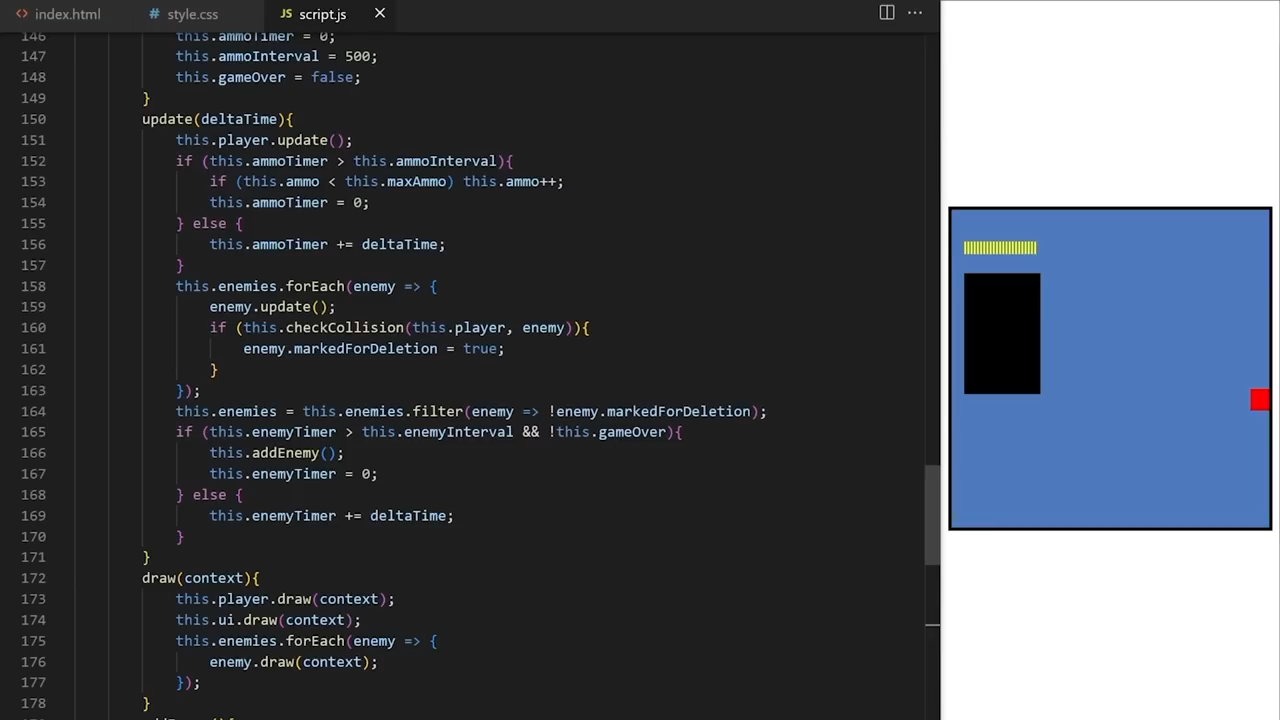 index.html
style.css
JS script.js
146 this.ammoTimer = 0;
147 this.ammoInterval = 500;
148 this.gameOver = false;
149 }
150 update(deltaTime){
151 this.player.update();
152 if (this.ammoTimer > this.ammoInterval){
153 if (this.ammo < this.maxAmmo) this.ammo++;
154 this.ammoTimer = 0;
155 } else {
156 this.ammoTimer += deltaTime;
157 }
158 this.enemies.forEach(enemy => {
159 enemy.update();
160 if (this.checkCollision(this.player, enemy)){
161 enemy.markedForDeletion = true;
162 }
163 });
164 this.enemies = this.enemies.filter(enemy => !enemy.markedForDeletion);
165 if (this.enemyTimer > this.enemyInterval && !this.gameOver){
166 this.addEnemy();
167 this.enemyTimer = 0;
168 } else {
169 this.enemyTimer += deltaTime;
170 }
171 }
172 draw(context){
173 this.player.draw(context);
174 this.ui.draw(context);
175 this.enemies.forEach(enemy => {
176 enemy.draw(context);
177 });
178 }